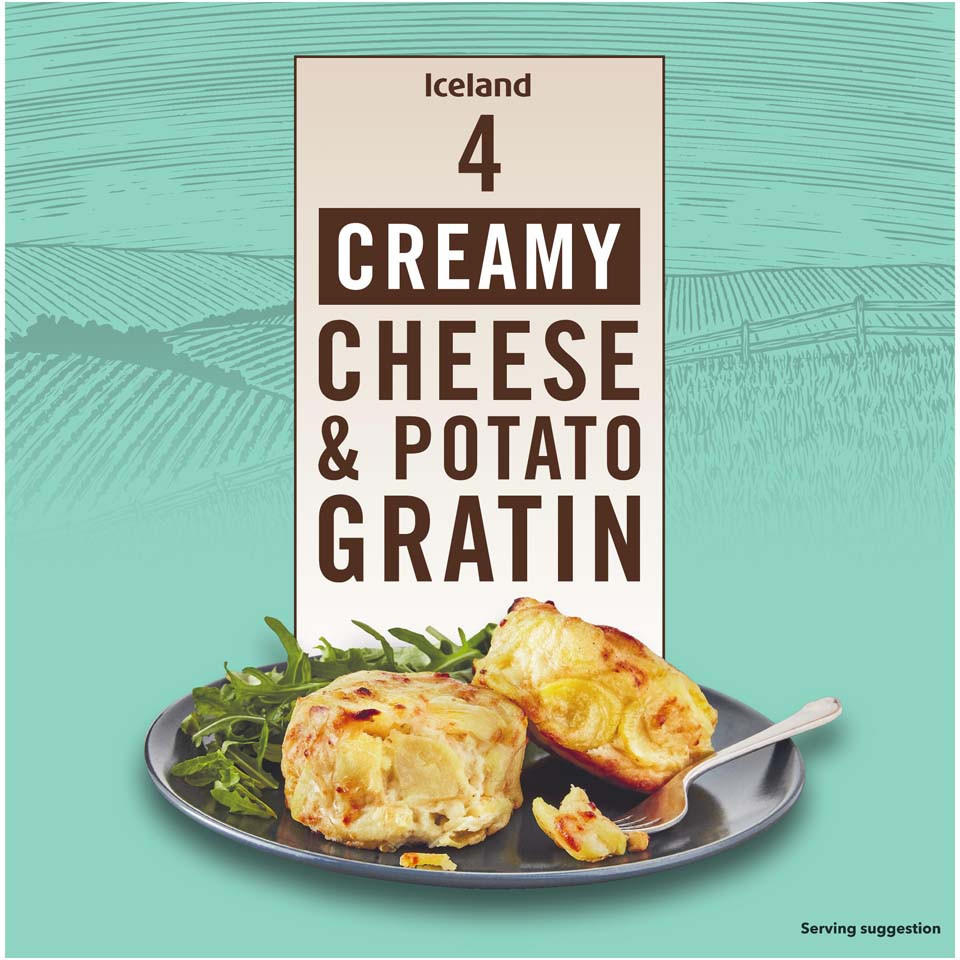 Iceland
4
CREAMY
CHEESE
& POTATO
GRATIN
Serving suggestion